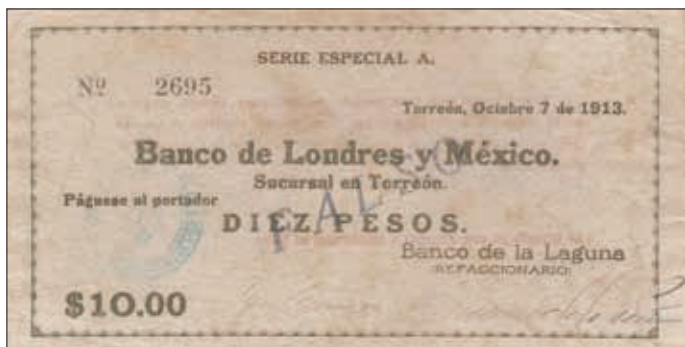 SERIE ESPECIAL A.
Nº 2695
Torreón, Octubre 7 de 1913.
Banco de Londres y México.
Sucursal en Torreón.
Páguese al portador
DIEZ PESOS.
FALSO
Banco de la Laguna
(REFACCIONARIO)
$10.00